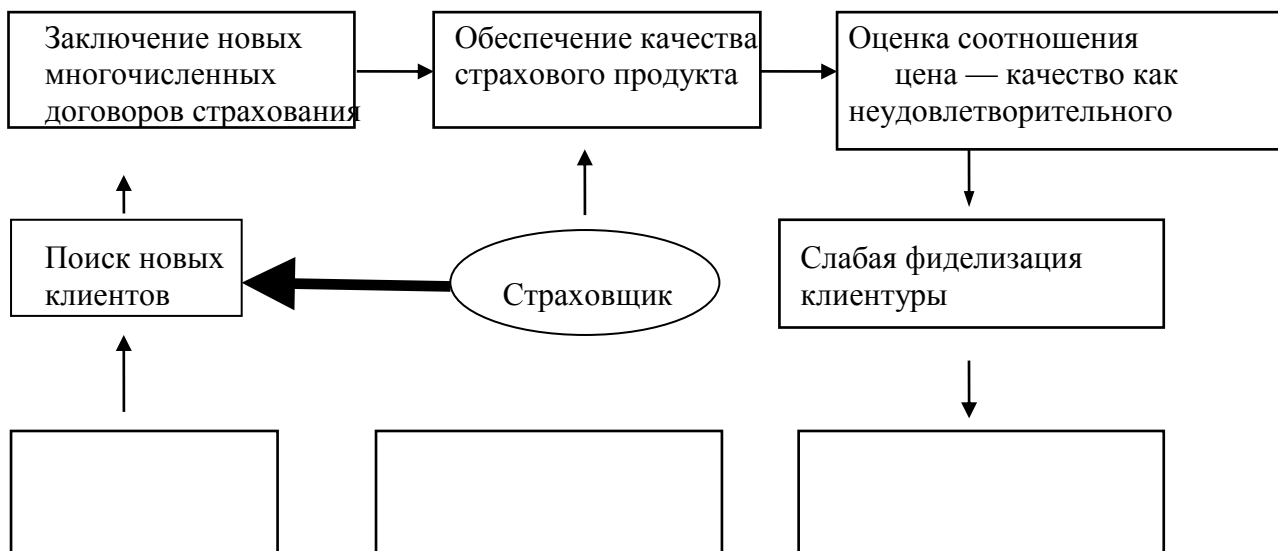 Заключение новых
многочисленных
договоров страхования
Обеспечение качества
страхового продукта
Оценка соотношения
цена — качество как
неудовлетворительного
Поиск новых
клиентов
Страховщик
Слабая фиделизация
клиентуры